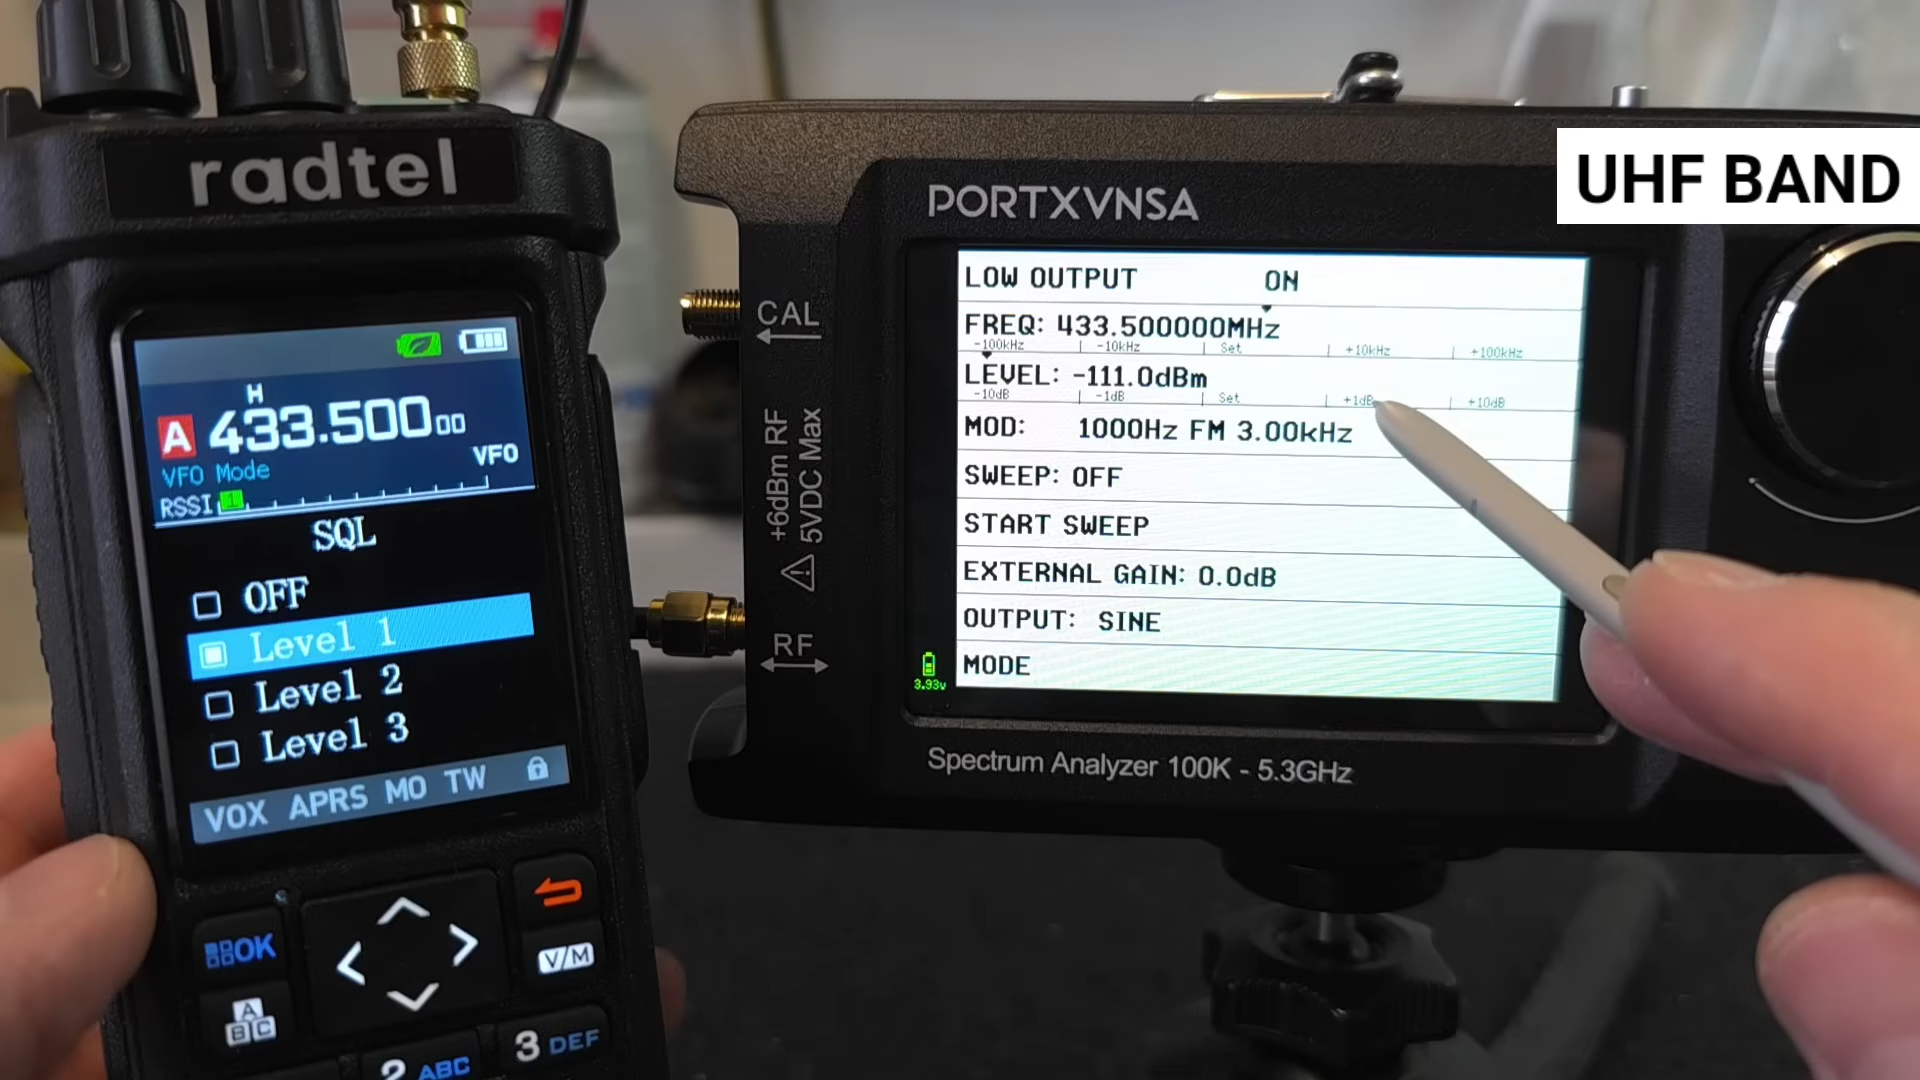 radtel
H
A 433.50000
VFO
VFO Mode
RSSI 1
SQL
OFF
Level 1
Level 2
Level 3
VOX APRS MO TW
OK
V/M
A
BC
2 ABC
3 DEF
UHF BAND
PORTXVNSA
CAL
+6dBm RF
5VDC Max
RF
LOW OUTPUT ON
FREQ: 433.500000MHz
-100kHz -10kHz Set +10kHz +100kHz
LEVEL: -111.0dBm
-10dB -1dB Set +1dB +10dB
MOD: 1000Hz FM 3.00kHz
SWEEP: OFF
START SWEEP
EXTERNAL GAIN: 0.0dB
OUTPUT: SINE
MODE
3.93v
Spectrum Analyzer 100K - 5.3GHz